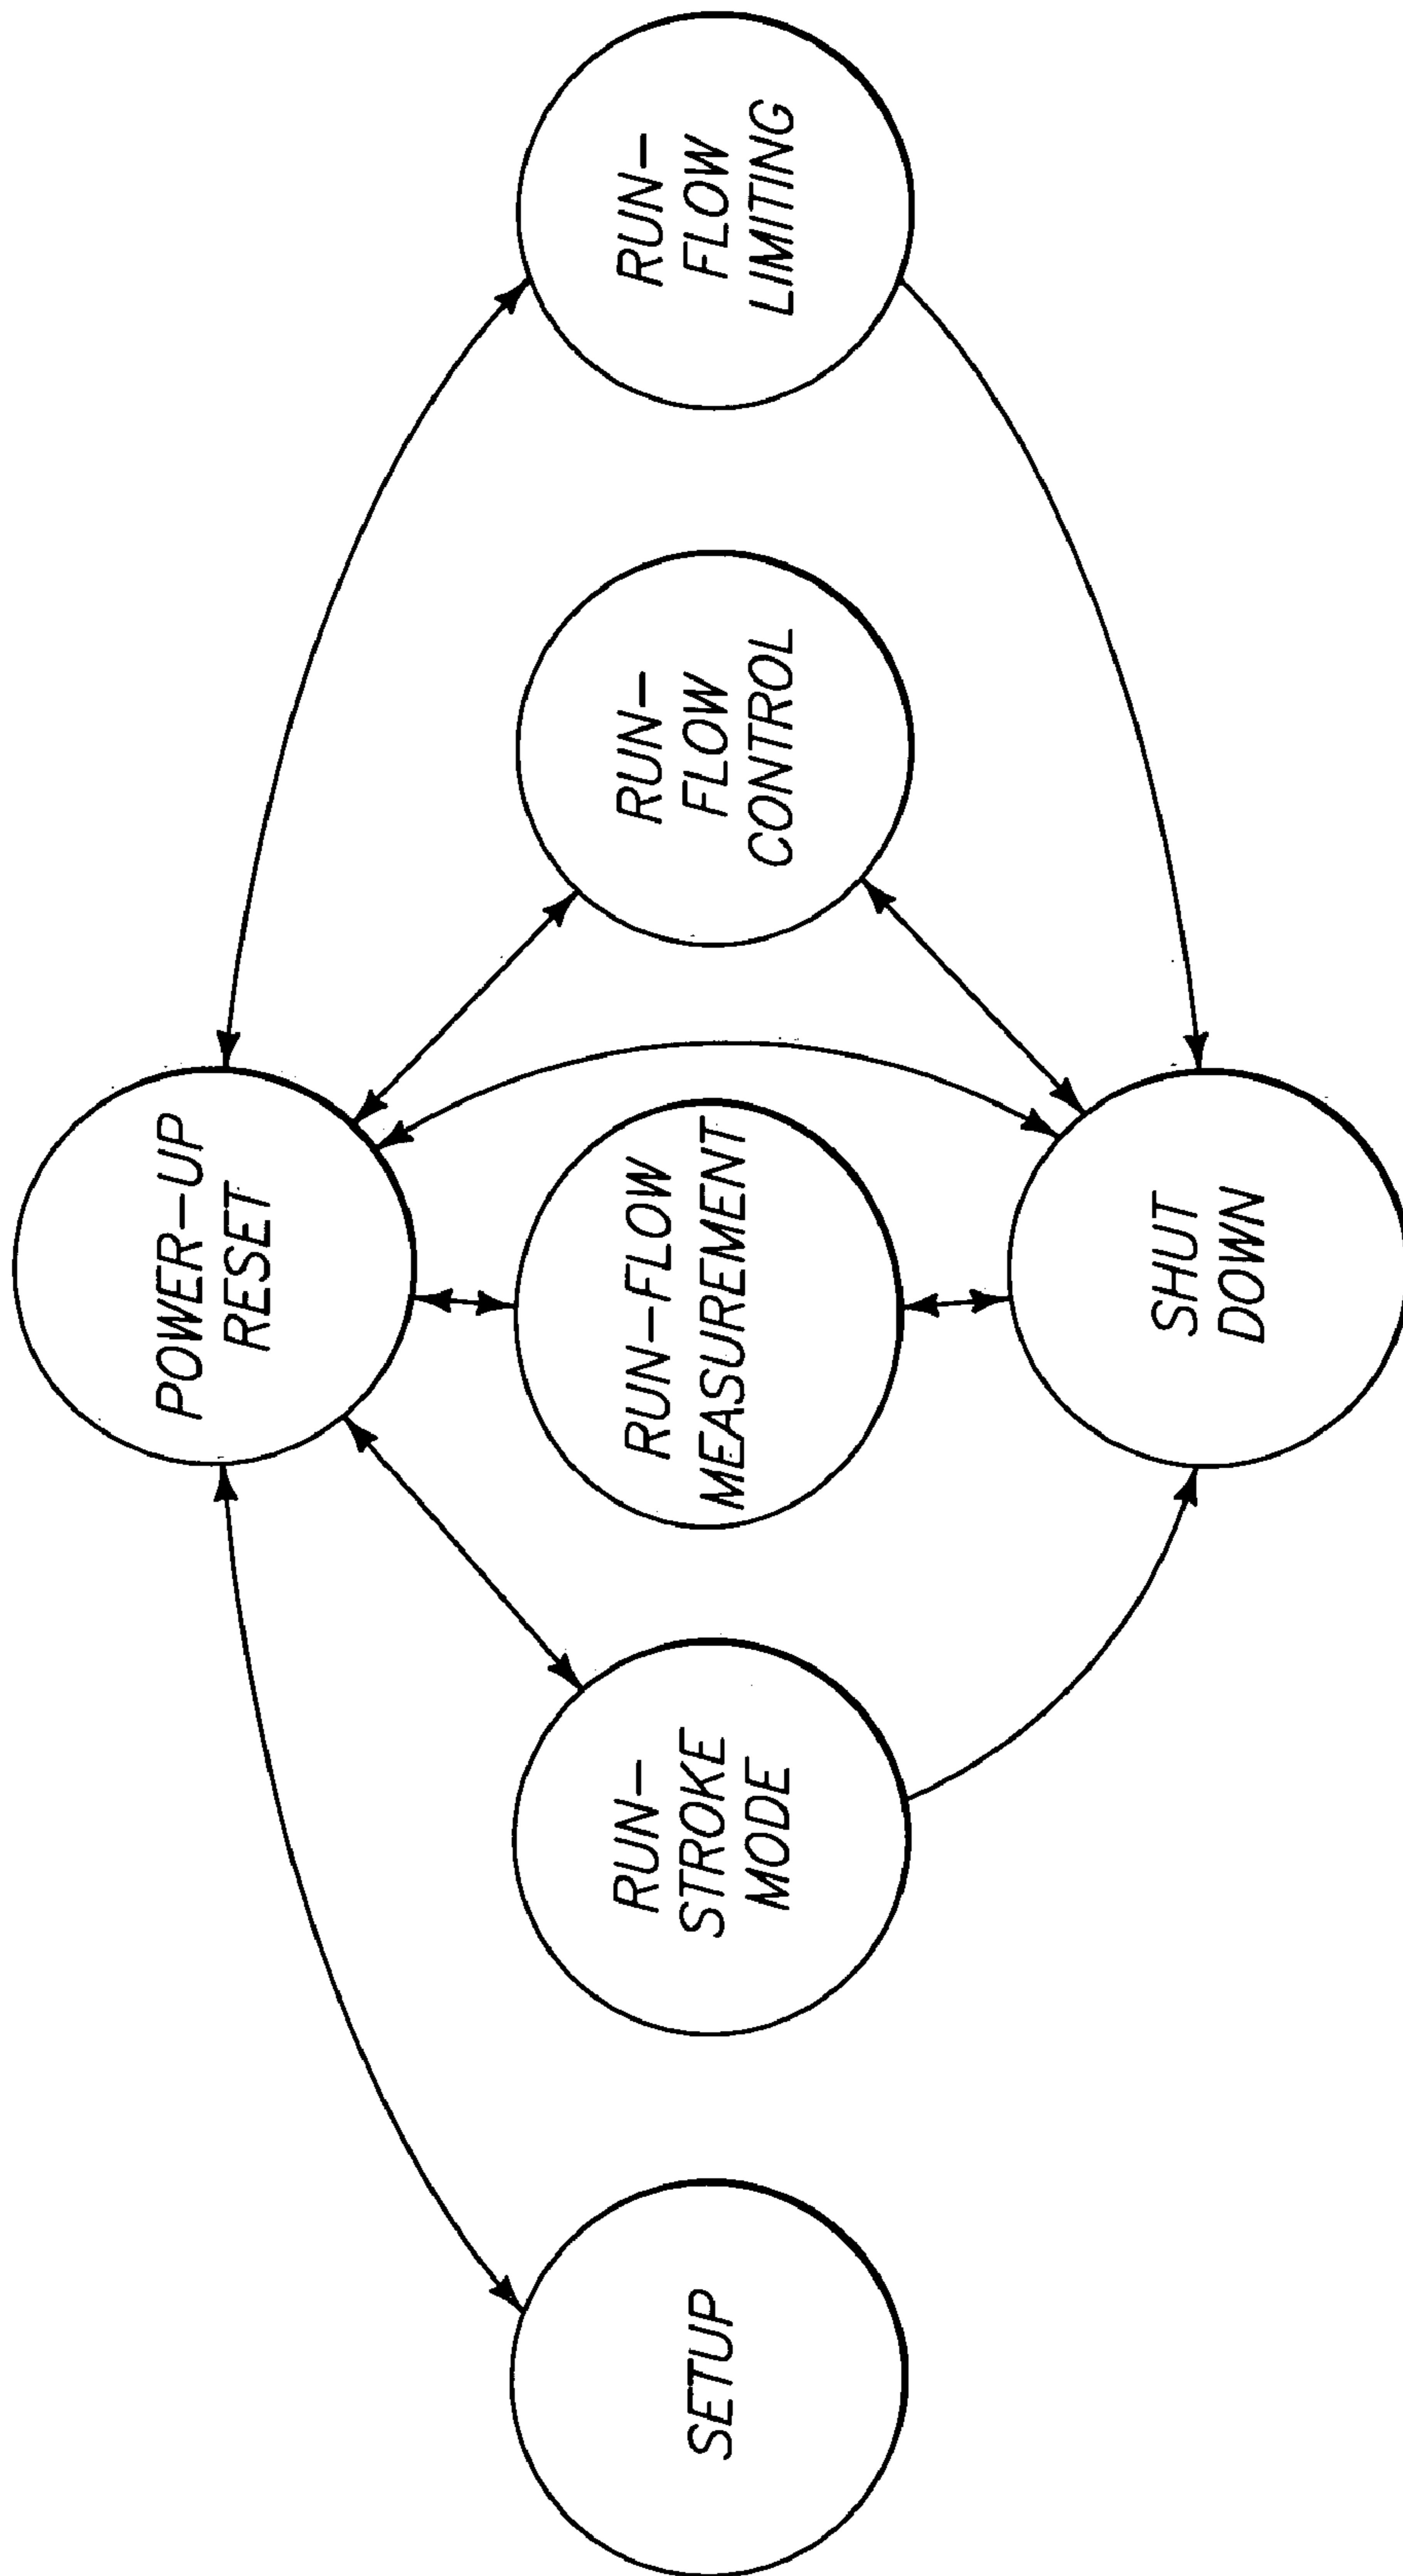 POWER-UP
RESET
SETUP
RUN-
STROKE
MODE
RUN-FLOW
MEASUREMENT
RUN-
FLOW
CONTROL
RUN-
FLOW
LIMITING
SHUT
DOWN